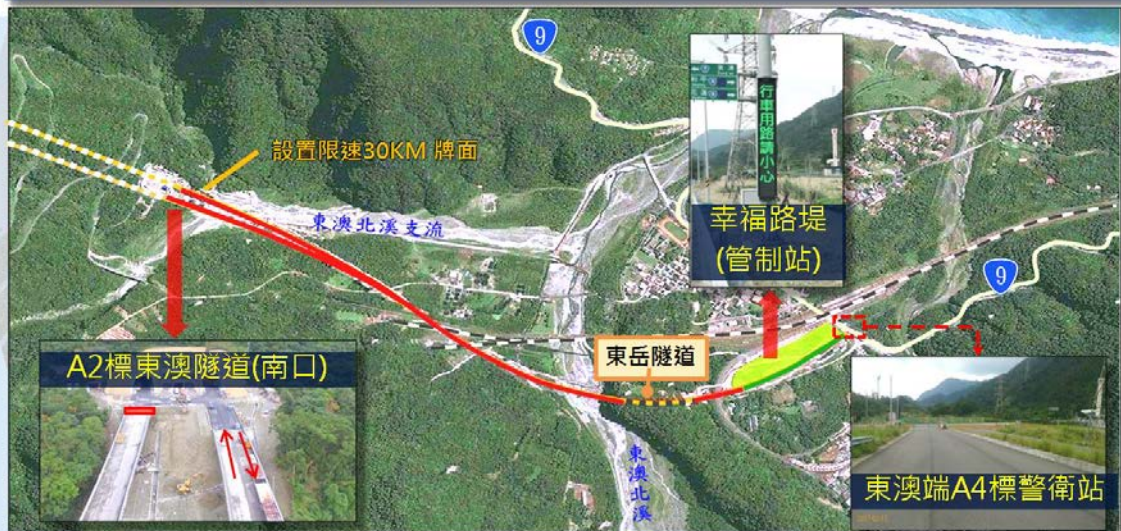 9
設置限速30KM 牌面
行車用路請小心
東澳北溪支流
幸福路堤
(管制站)
9
東岳隧道
A2標東澳隧道(南口)
東澳北溪
東澳端A4標警衛站